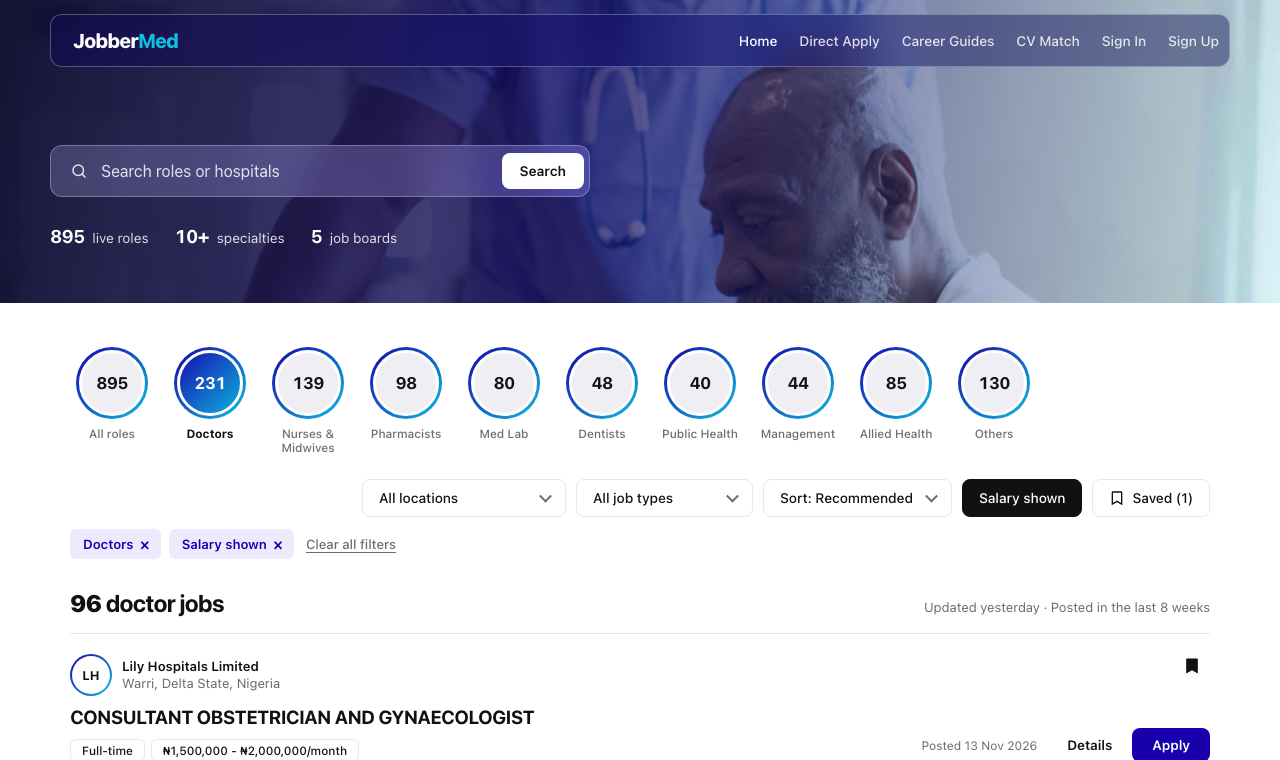 JobberMed
Home Direct Apply Career Guides CV Match Sign In Sign Up
Search roles or hospitals Search
895 live roles 10+ specialties 5 job boards
895 231 139 98 80 48 40 44 85 130
All roles Doctors Nurses & Midwives Pharmacists Med Lab Dentists Public Health Management Allied Health Others
All locations All job types Sort: Recommended Salary shown Saved (1)
Doctors × Salary shown × Clear all filters
96 doctor jobs Updated yesterday · Posted in the last 8 weeks
LH Lily Hospitals Limited
Warri, Delta State, Nigeria
CONSULTANT OBSTETRICIAN AND GYNAECOLOGIST
Full-time ₦1,500,000 - ₦2,000,000/month Posted 13 Nov 2026 Details Apply